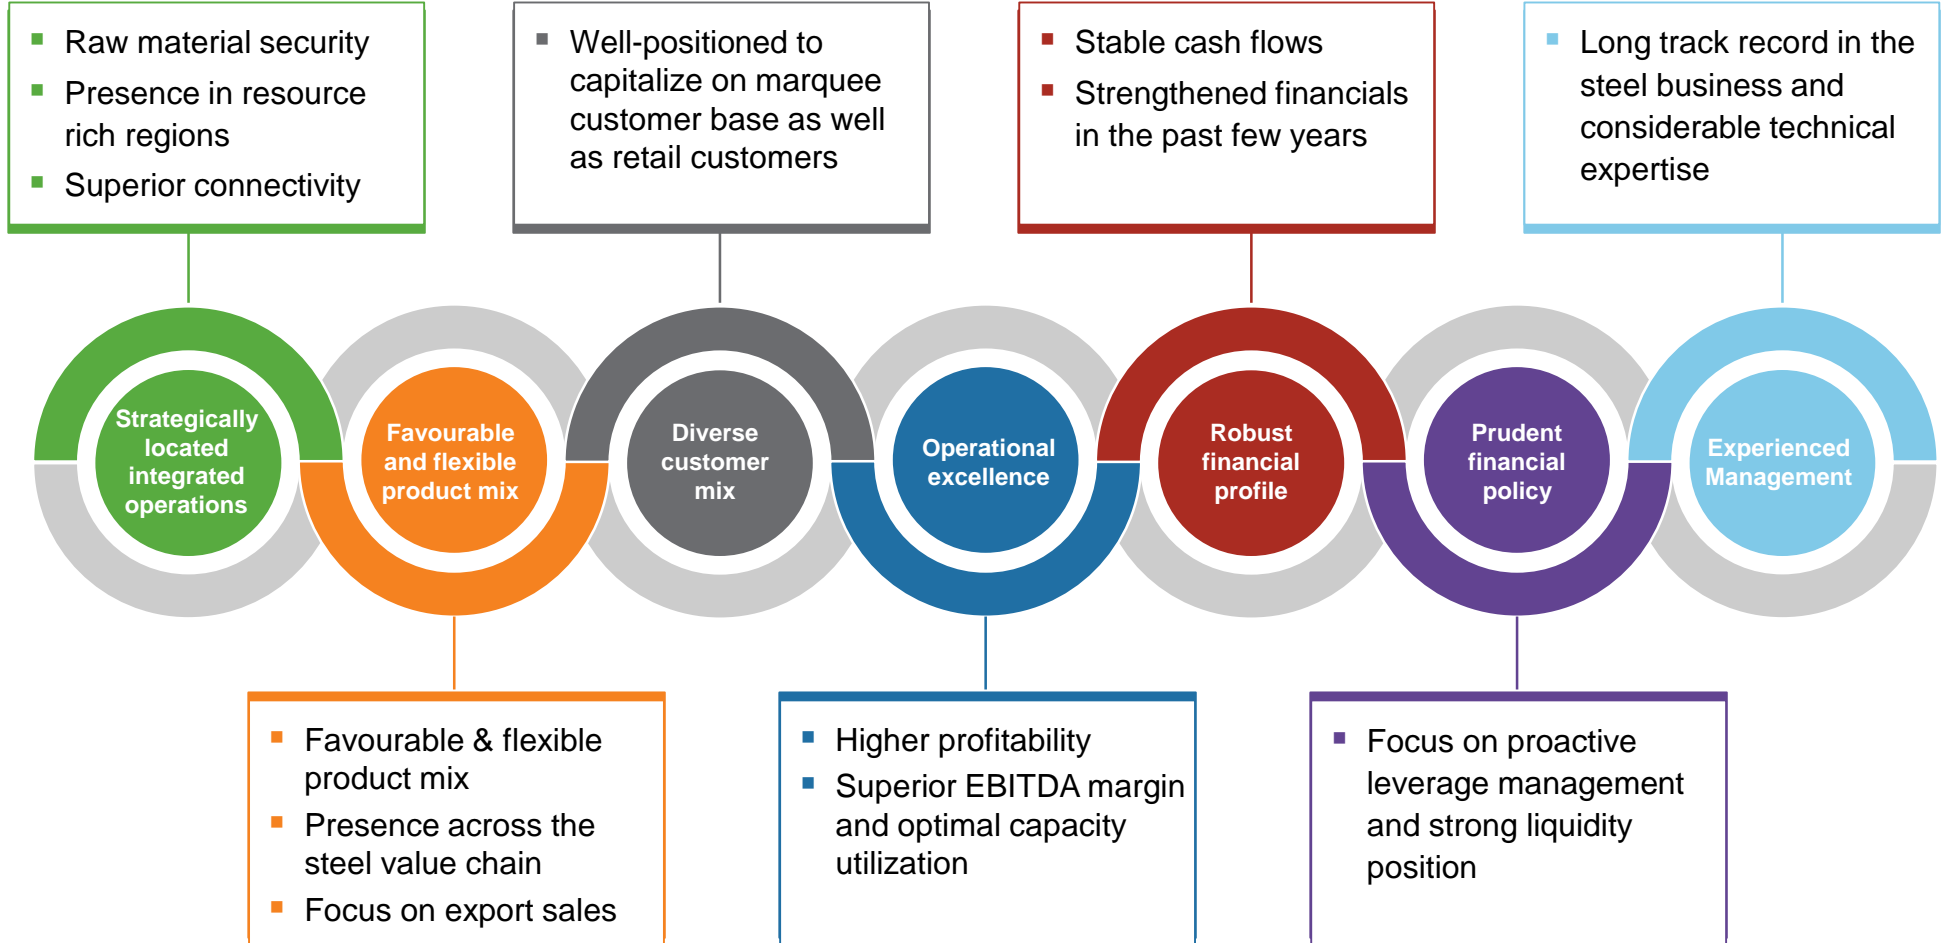 Raw material security
Presence in resource
rich regions
Superior connectivity
Well-positioned to
capitalize on marquee
customer base as well
as retail customers
Stable cash flows
Strengthened financials
in the past few years
Long track record in the
steel business and
considerable technical
expertise
Strategically
located
integrated
operations
Favourable
and flexible
product mix
Diverse
customer
mix
Operational
excellence
Robust
financial
profile
Prudent
financial
policy
Experienced
Management
Favourable & flexible
product mix
Presence across the
steel value chain
Focus on export sales
Higher profitability
Superior EBITDA margin
and optimal capacity
utilization
Focus on proactive
leverage management
and strong liquidity
position